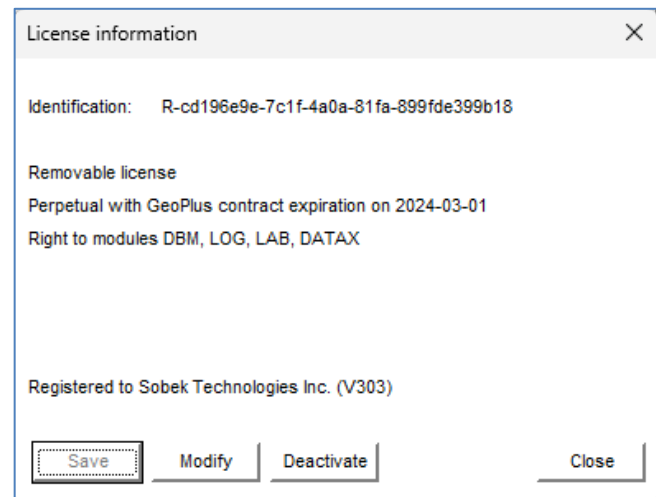 License information
Identification: R-cd196e9e-7c1f-4a0a-81fa-899fde399b18
Removable license
Perpetual with GeoPlus contract expiration on 2024-03-01
Right to modules DBM, LOG, LAB, DATAX
Registered to Sobek Technologies Inc. (V303)
Save Modify Deactivate Close